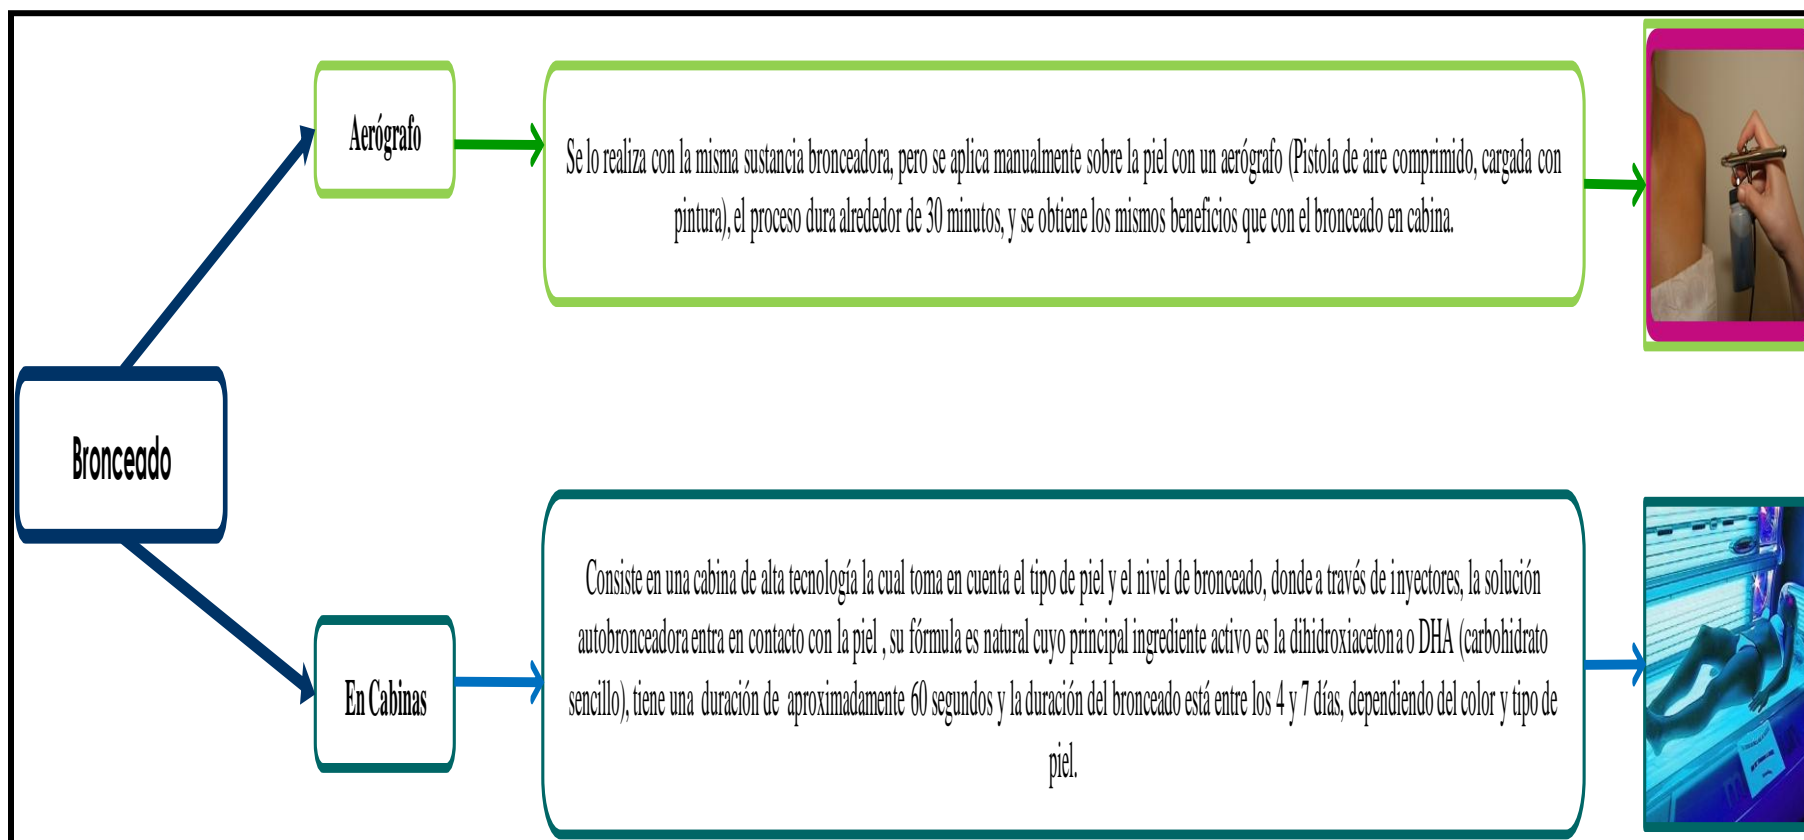 Aerógrafo
Se lo realiza con la misma sustancia bronceadora, pero se aplica manualmente sobre la piel con un aerógrafo (Pistola de aire comprimido, cargada con
pintura), el proceso dura alrededor de 30 minutos, y se obtiene los mismos beneficios que con el bronceado en cabina.
Bronceado
En Cabinas
Consiste en una cabina de alta tecnología la cual toma en cuenta el tipo de piel y el nivel de bronceado, donde a través de inyectores, la solución
autobronceadora entra en contacto con la piel , su fórmula es natural cuyo principal ingrediente activo es la dihidroxiacetona o DHA (carbohidrato
sencillo), tiene una duración de aproximadamente 60 segundos y la duración del bronceado está entre los 4 y 7 días, dependiendo del color y tipo de
piel.